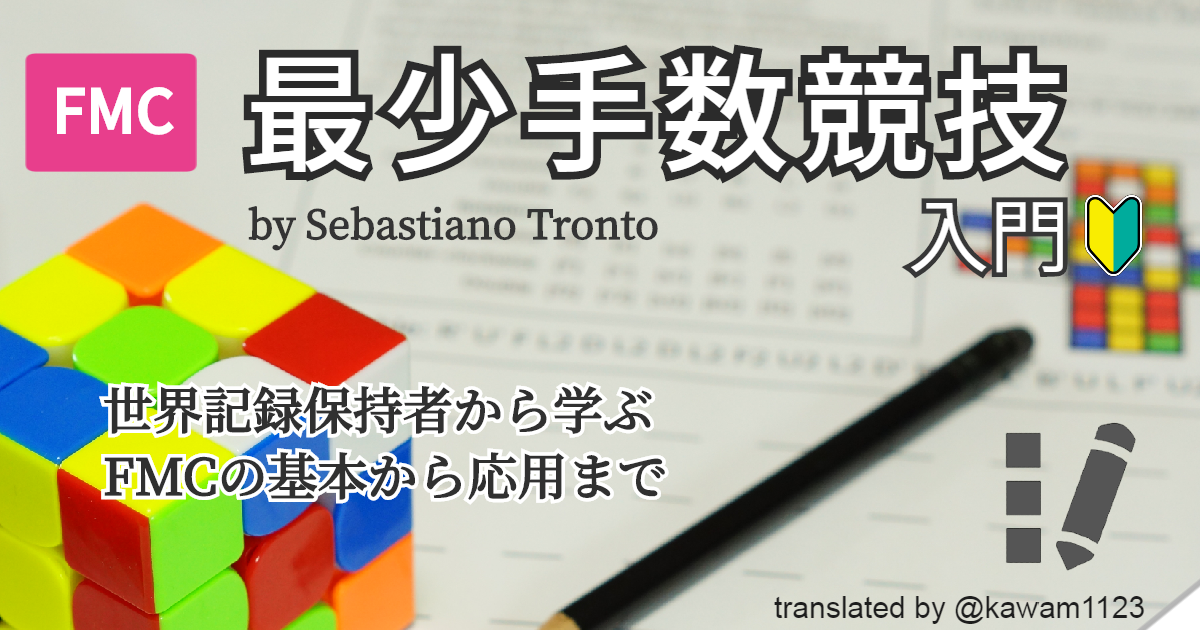 FMC
最少手数競技
by Sebastiano Tronto
入門
世界記録保持者から学ぶ
FMCの基本から応用まで
translated by @kawam1123